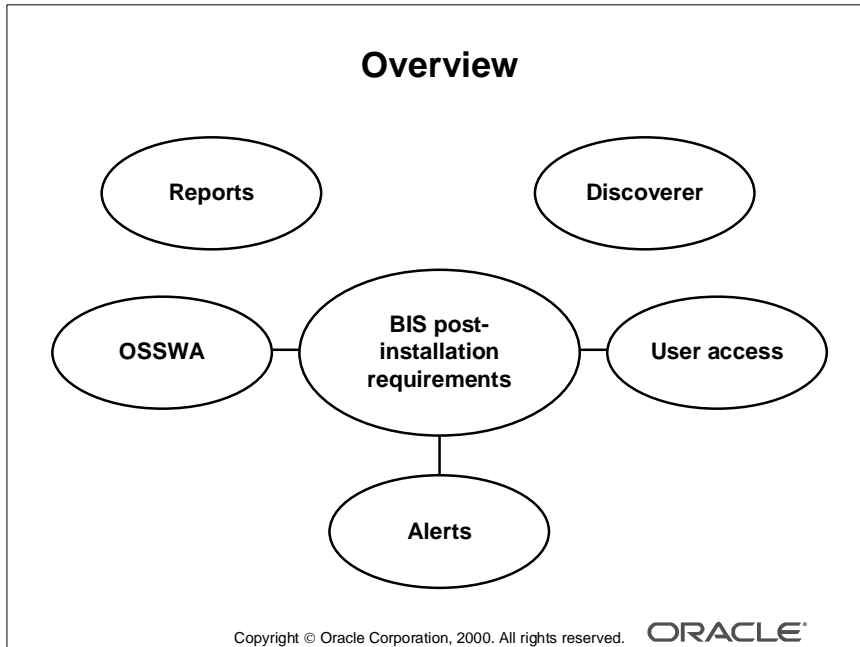 Overview
Reports
Discoverer
OSSWA
BIS post-
installation
requirements
User access
Alerts
Copyright © Oracle Corporation, 2000. All rights reserved.
ORACLE®